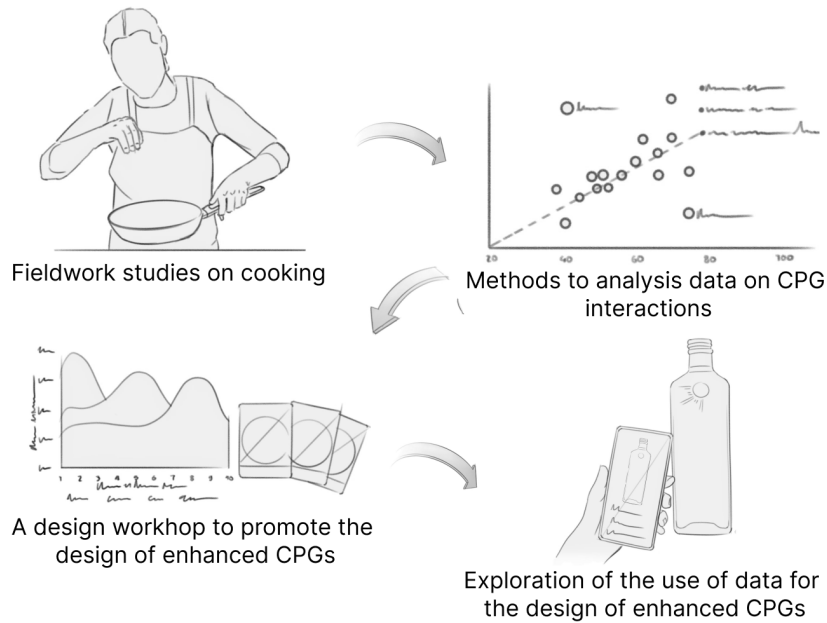 Fieldwork studies on cooking
20 40 60 80 100
Methods to analysis data on CPG
interactions
1 2 3 4 5 6 7 8 9 10
A design workhop to promote the
design of enhanced CPGs
Exploration of the use of data for
the design of enhanced CPGs